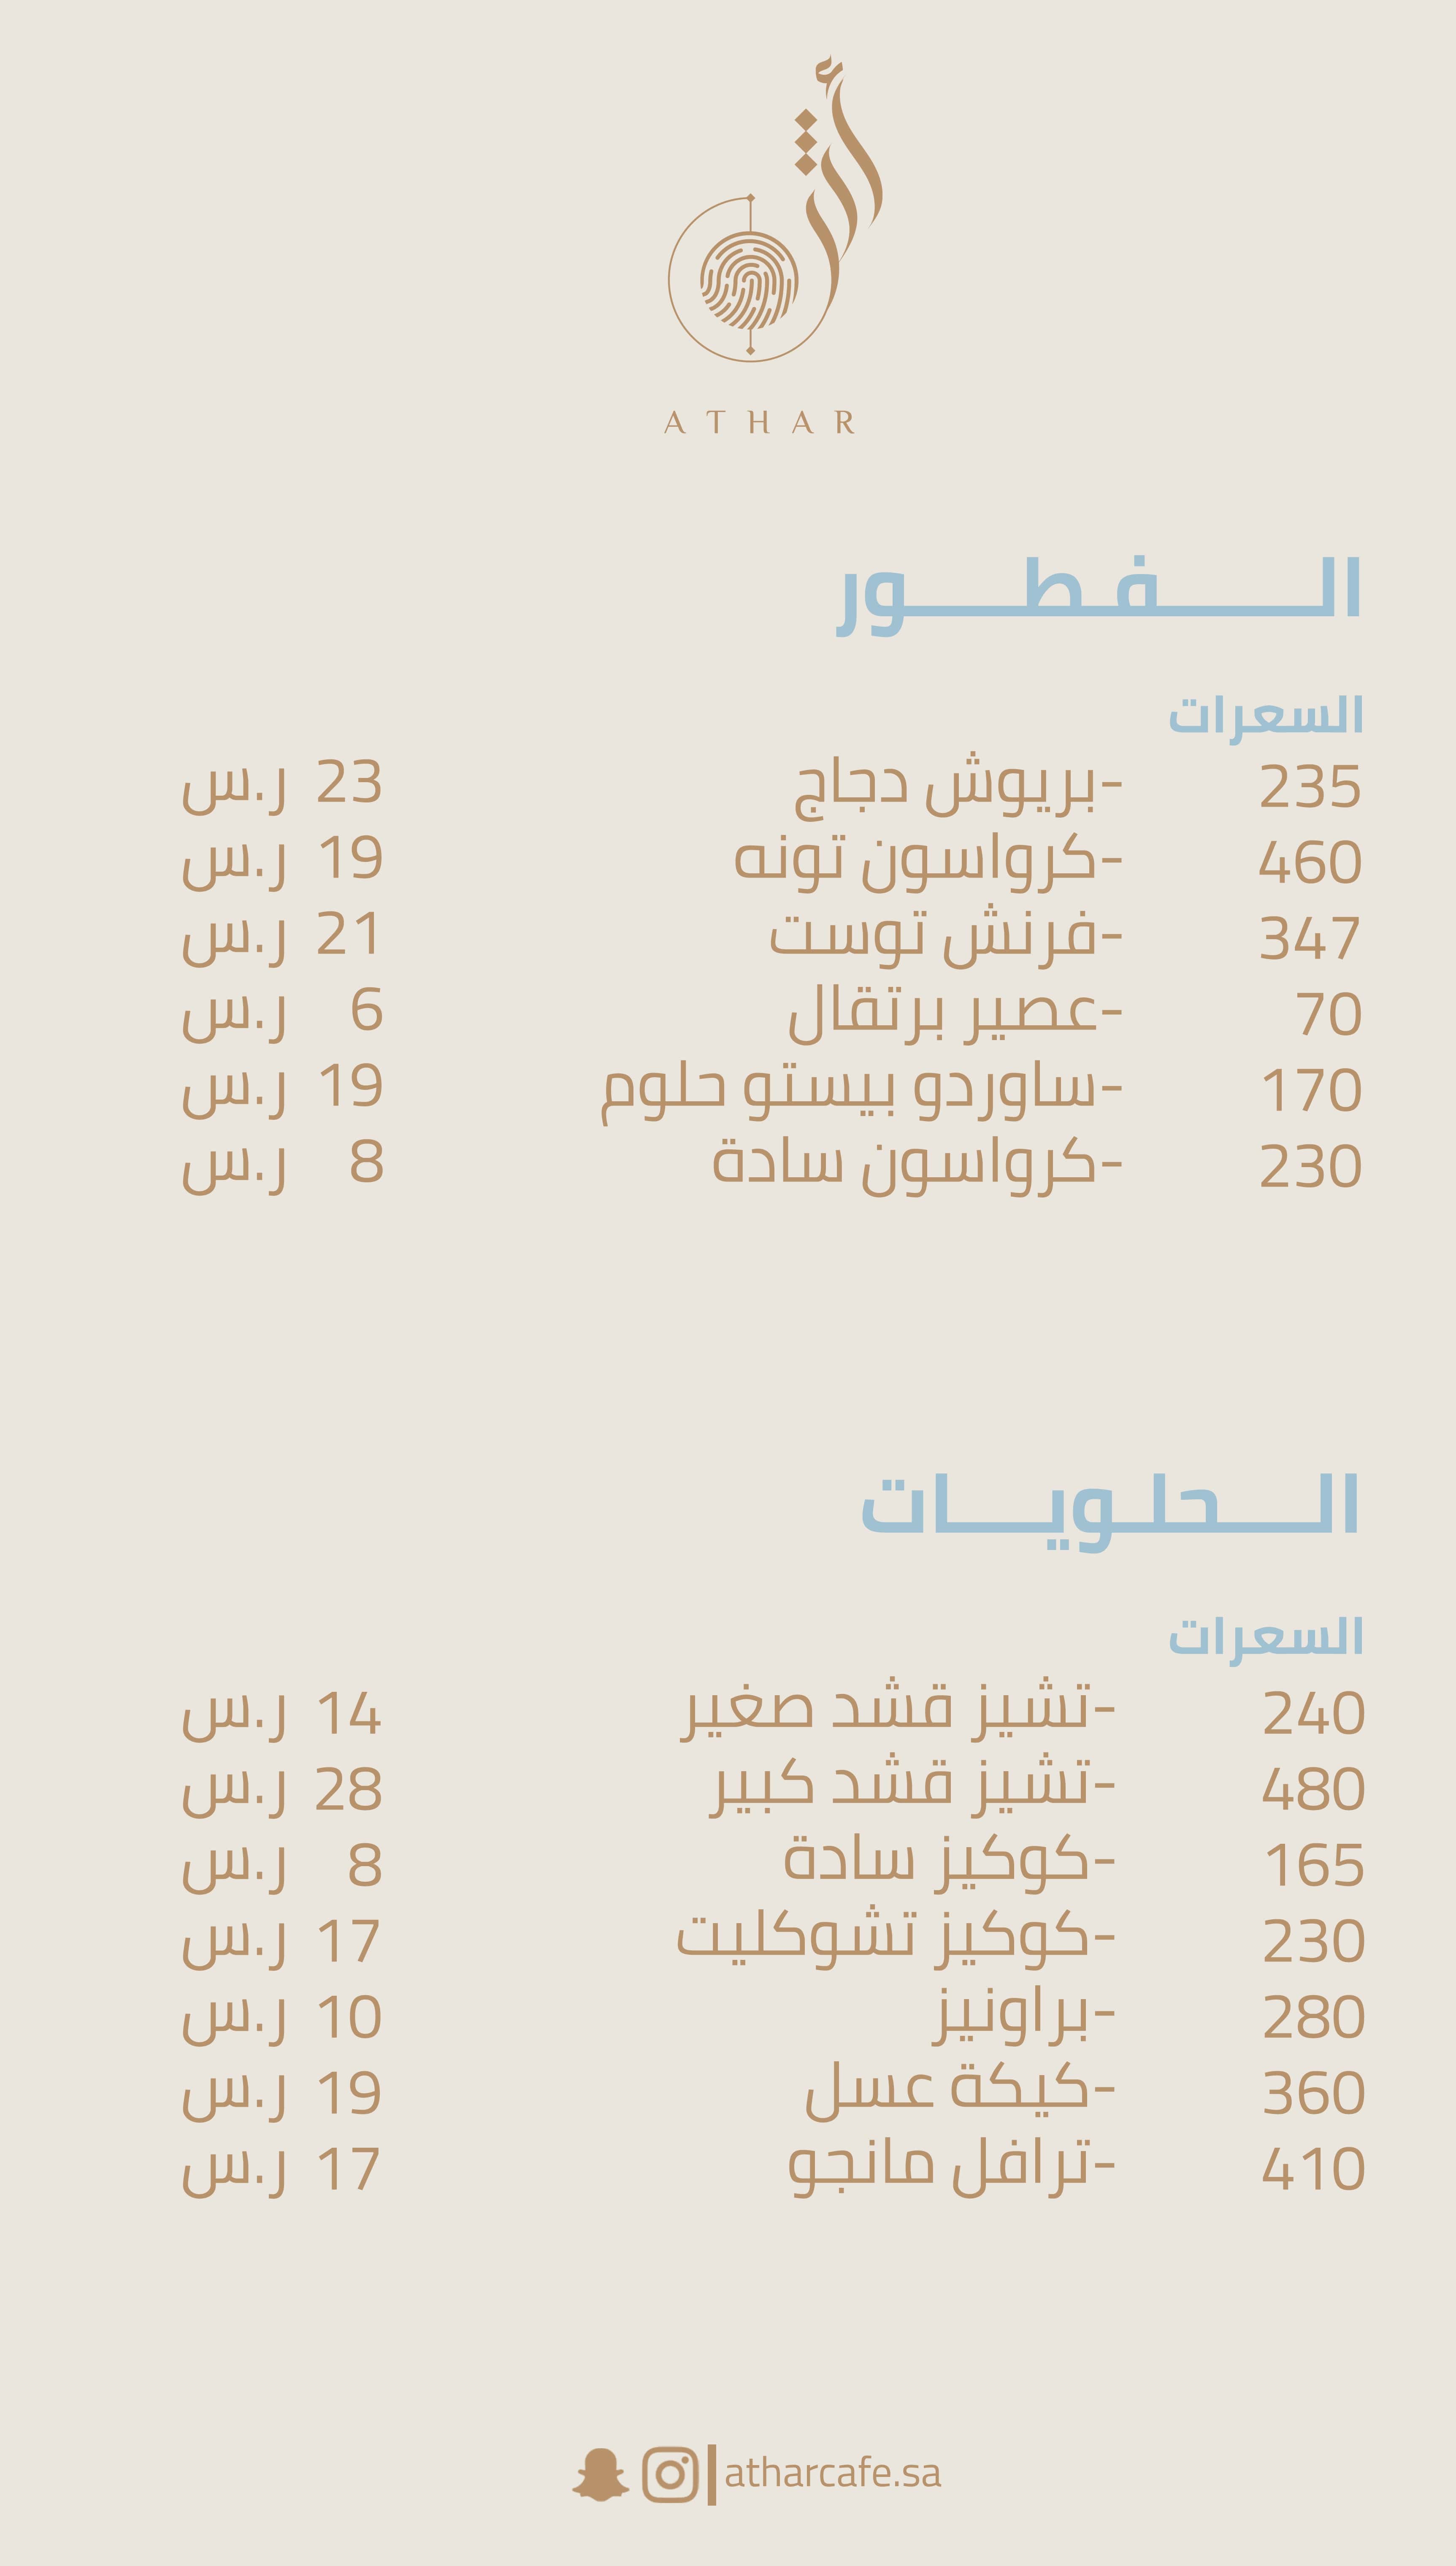 أثر
ATHAR
الـــــفـطـــــور
السعرات
235 -بريوش دجاج 23 ر.س
460 -كرواسون تونه 19 ر.س
347 -فرنش توست 21 ر.س
70 -عصير برتقال 6 ر.س
170 -ساوردو بيستو حلوم 19 ر.س
230 -كرواسون سادة 8 ر.س
الـــــحلـويـــــات
السعرات
240 -تشيز قشد صغير 14 ر.س
480 -تشيز قشد كبير 28 ر.س
165 -كوكيز سادة 8 ر.س
230 -كوكيز تشوكليت 17 ر.س
280 -براونيز 10 ر.س
360 -كيكة عسل 19 ر.س
410 -ترافل مانجو 17 ر.س
atharcafe.sa